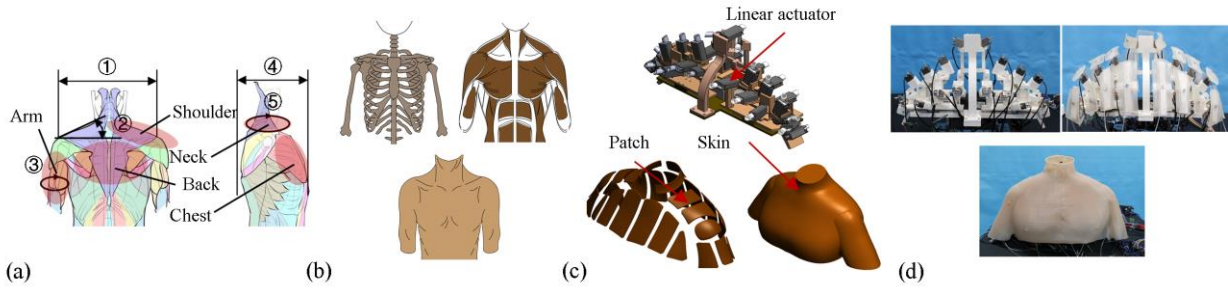 ①
④
⑤
Arm
②
Shoulder
③
Neck
Back
Chest
(a)
(b)
Linear actuator
Patch
Skin
(c)
(d)